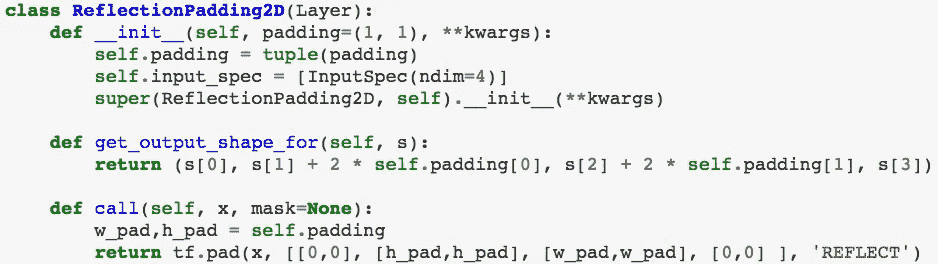 class ReflectionPadding2D(Layer):
    def __init__(self, padding=(1, 1), **kwargs):
        self.padding = tuple(padding)
        self.input_spec = [InputSpec(ndim=4)]
        super(ReflectionPadding2D, self).__init__(**kwargs)

    def get_output_shape_for(self, s):
        return (s[0], s[1] + 2 * self.padding[0], s[2] + 2 * self.padding[1], s[3])

    def call(self, x, mask=None):
        w_pad,h_pad = self.padding
        return tf.pad(x, [[0,0], [h_pad,h_pad], [w_pad,w_pad], [0,0] ], 'REFLECT')